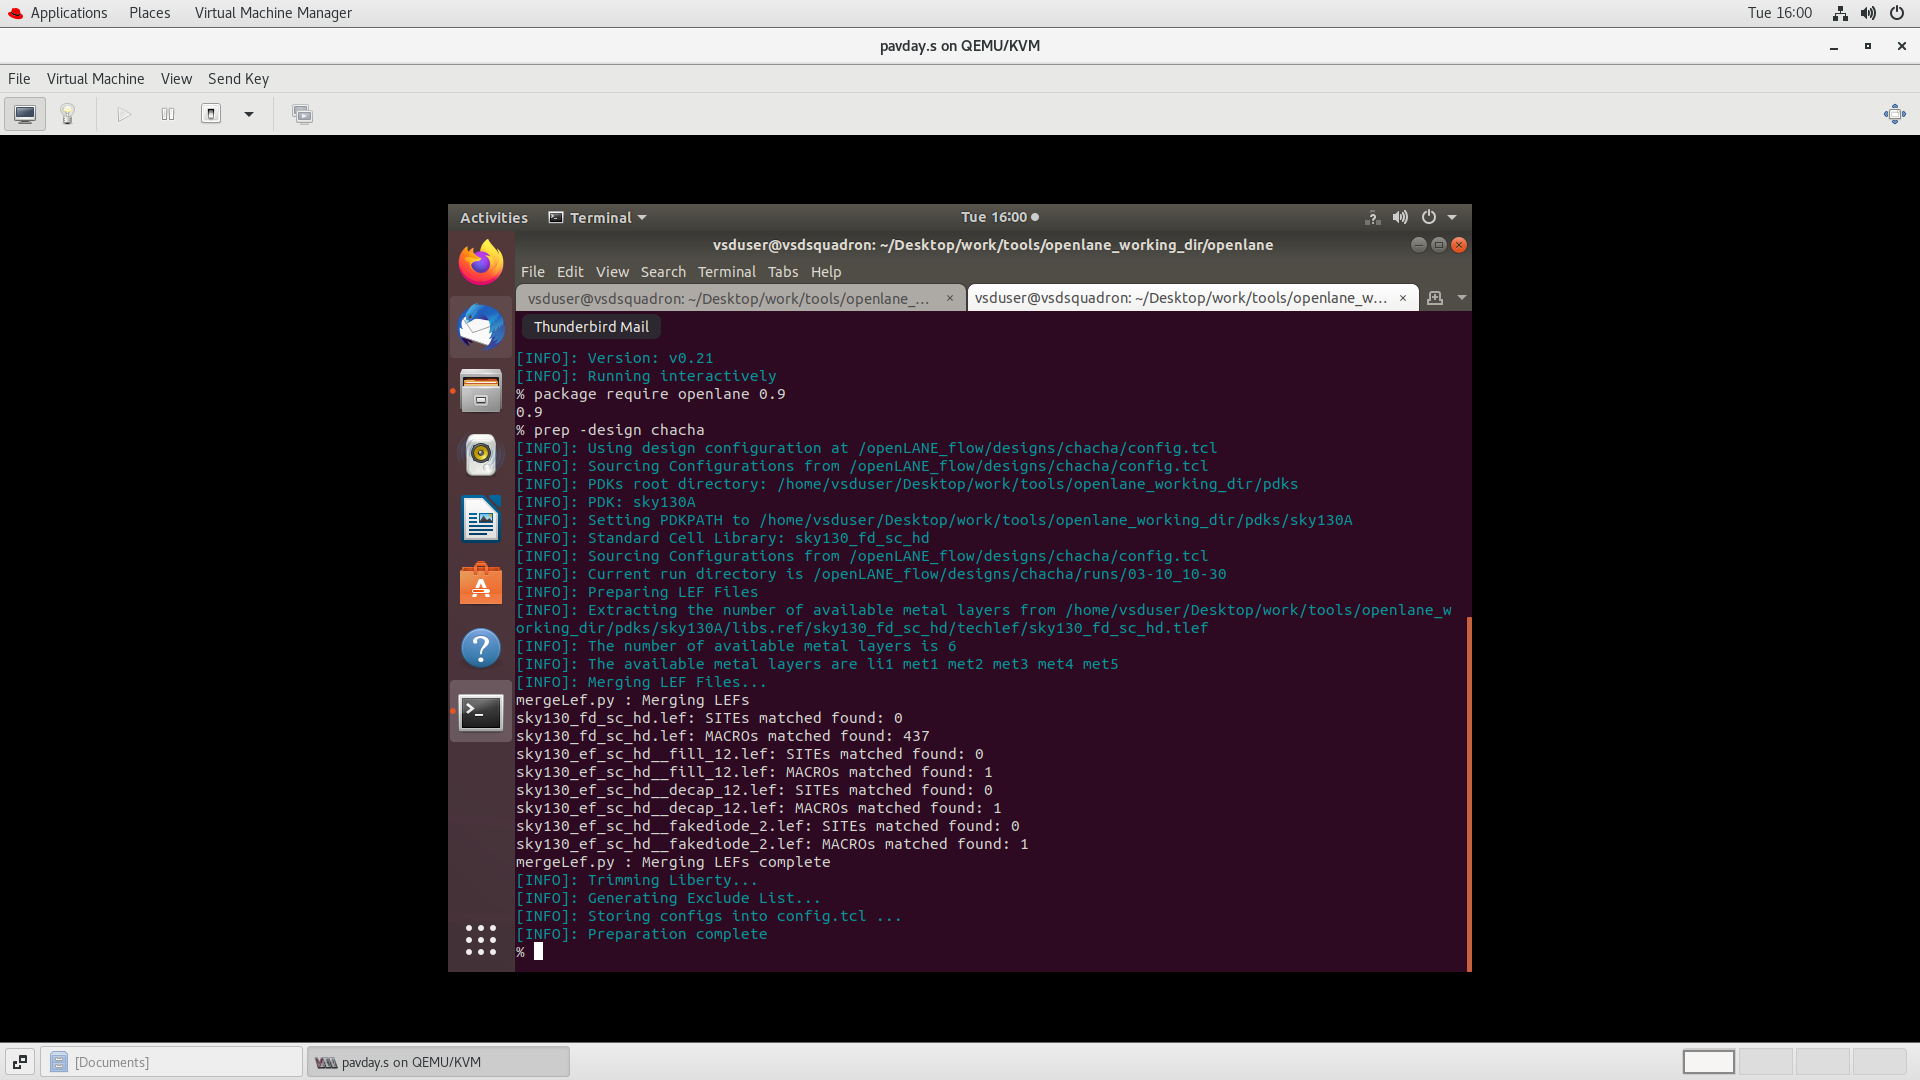 Applications Places Virtual Machine Manager Tue 16:00
pavday.s on QEMU/KVM
File Virtual Machine View Send Key
Activities Terminal Tue 16:00
vsduser@vsdsquadron: ~/Desktop/work/tools/openlane_working_dir/openlane
File Edit View Search Terminal Tabs Help
vsduser@vsdsquadron: ~/Desktop/work/tools/openlane_... × vsduser@vsdsquadron: ~/Desktop/work/tools/openlane_w... ×
Thunderbird Mail
[INFO]: Version: v0.21
[INFO]: Running interactively
% package require openlane 0.9
0.9
% prep -design chacha
[INFO]: Using design configuration at /openLANE_flow/designs/chacha/config.tcl
[INFO]: Sourcing Configurations from /openLANE_flow/designs/chacha/config.tcl
[INFO]: PDKs root directory: /home/vsduser/Desktop/work/tools/openlane_working_dir/pdks
[INFO]: PDK: sky130A
[INFO]: Setting PDKPATH to /home/vsduser/Desktop/work/tools/openlane_working_dir/pdks/sky130A
[INFO]: Standard Cell Library: sky130_fd_sc_hd
[INFO]: Sourcing Configurations from /openLANE_flow/designs/chacha/config.tcl
[INFO]: Current run directory is /openLANE_flow/designs/chacha/runs/03-10_10-30
[INFO]: Preparing LEF Files
[INFO]: Extracting the number of available metal layers from /home/vsduser/Desktop/work/tools/openlane_w
orking_dir/pdks/sky130A/libs.ref/sky130_fd_sc_hd/techlef/sky130_fd_sc_hd.tlef
[INFO]: The number of available metal layers is 6
[INFO]: The available metal layers are li1 met1 met2 met3 met4 met5
[INFO]: Merging LEF Files...
mergeLef.py : Merging LEFs
sky130_fd_sc_hd.lef: SITEs matched found: 0
sky130_fd_sc_hd.lef: MACROs matched found: 437
sky130_ef_sc_hd__fill_12.lef: SITEs matched found: 0
sky130_ef_sc_hd__fill_12.lef: MACROs matched found: 1
sky130_ef_sc_hd__decap_12.lef: SITEs matched found: 0
sky130_ef_sc_hd__decap_12.lef: MACROs matched found: 1
sky130_ef_sc_hd__fakediode_2.lef: SITEs matched found: 0
sky130_ef_sc_hd__fakediode_2.lef: MACROs matched found: 1
mergeLef.py : Merging LEFs complete
[INFO]: Trimming Liberty...
[INFO]: Generating Exclude List...
[INFO]: Storing configs into config.tcl ...
[INFO]: Preparation complete
%
[Documents] pavday.s on QEMU/KVM